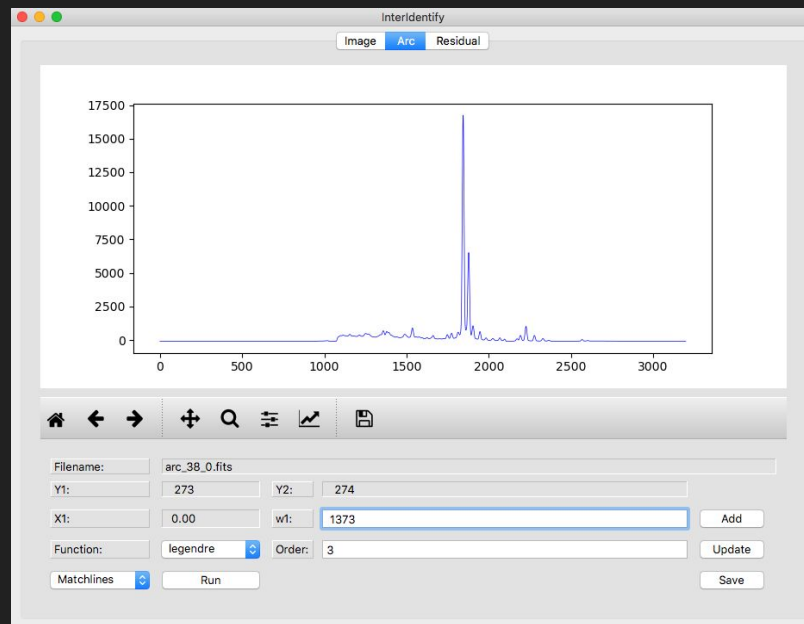 InterIdentify
Image Arc Residual
17500
15000
12500
10000
7500
5000
2500
0
0 500 1000 1500 2000 2500 3000
Filename: arc_38_0.fits
Y1: 273 Y2: 274
X1: 0.00 w1: 1373 Add
Function: legendre Order: 3 Update
Matchlines Run Save